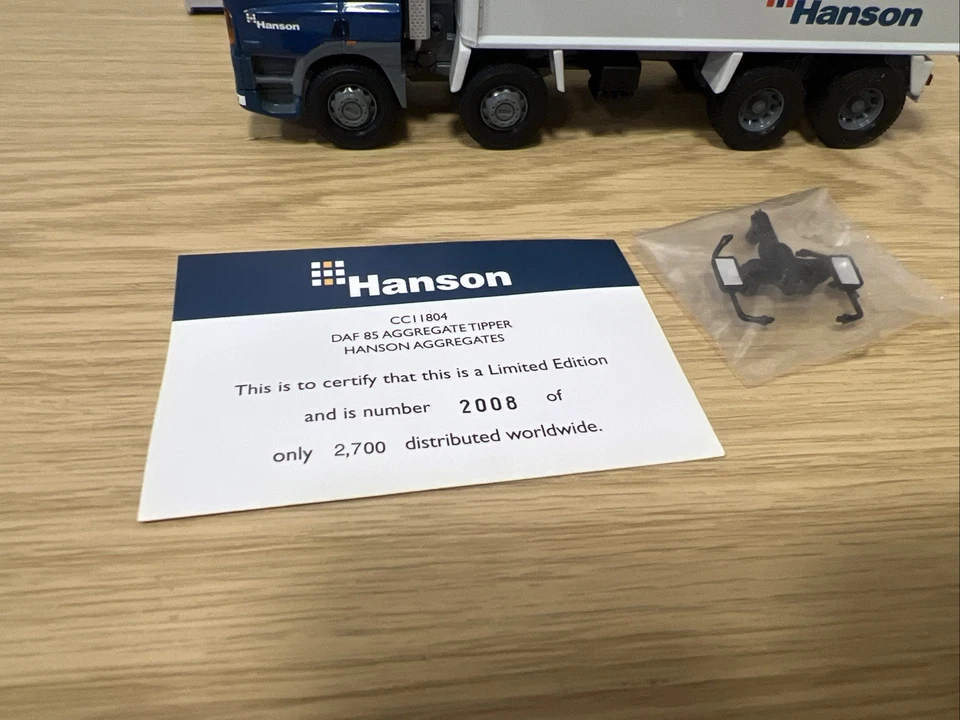 Hanson
Hanson
Hanson
CC11804
DAF 85 AGGREGATE TIPPER
HANSON AGGREGATES
This is to certify that this is a Limited Edition
and is number 2008 of
only 2,700 distributed worldwide.